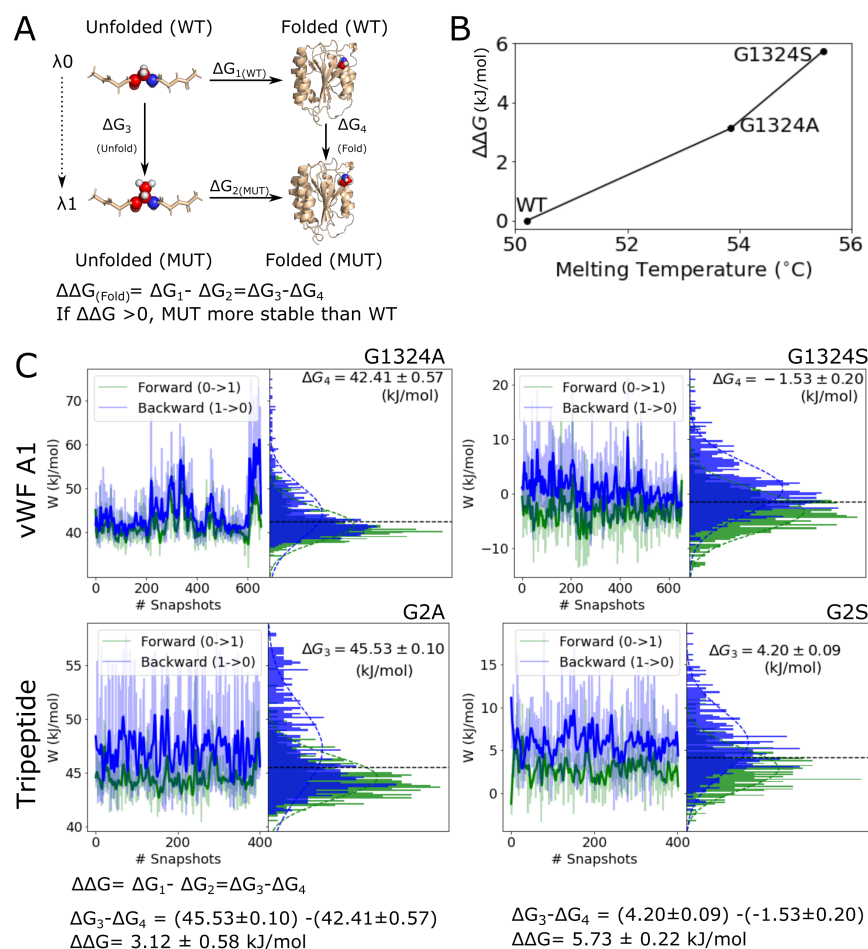 A
Unfolded (WT)
Folded (WT)
λ0
ΔG1(WT)
ΔG3
(Unfold)
ΔG4
(Fold)
λ1
ΔG2(MUT)
Unfolded (MUT)
Folded (MUT)
ΔΔG(Fold)= ΔG1- ΔG2=ΔG3-ΔG4
If ΔΔG >0, MUT more stable than WT
B
ΔΔG (kJ/mol)
6
4
2
0
G1324S
G1324A
WT
50
52
54
56
Melting Temperature (°C)
C
vWF A1
G1324A
Forward (0->1)
Backward (1->0)
ΔG4 = 42.41 ± 0.57
(kJ/mol)
W (kJ/mol)
70
60
50
40
0
200
400
600
# Snapshots
G1324S
Forward (0->1)
Backward (1->0)
ΔG4 = −1.53 ± 0.20
(kJ/mol)
W (kJ/mol)
20
10
0
−10
0
200
400
600
# Snapshots
Tripeptide
G2A
Forward (0->1)
Backward (1->0)
ΔG3 = 45.53 ± 0.10
(kJ/mol)
W (kJ/mol)
55
50
45
40
0
200
400
# Snapshots
G2S
Forward (0->1)
Backward (1->0)
ΔG3 = 4.20 ± 0.09
(kJ/mol)
W (kJ/mol)
15
10
5
0
0
200
400
# Snapshots
ΔΔG= ΔG1- ΔG2=ΔG3-ΔG4
ΔG3-ΔG4 = (45.53±0.10) -(42.41±0.57)
ΔΔG= 3.12 ± 0.58 kJ/mol
ΔG3-ΔG4 = (4.20±0.09) -(-1.53±0.20)
ΔΔG= 5.73 ± 0.22 kJ/mol